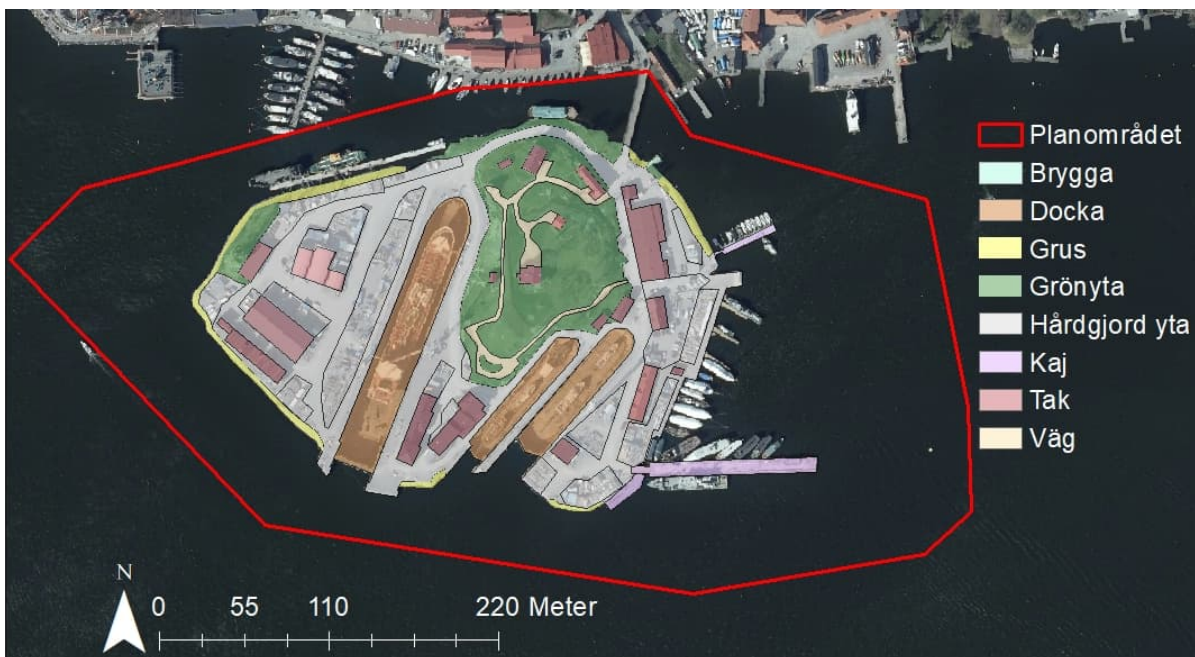 Planområdet
Brygga
Docka
Grus
Grönyta
Hårdgjord yta
Kaj
Tak
Väg
N
0 55 110 220 Meter